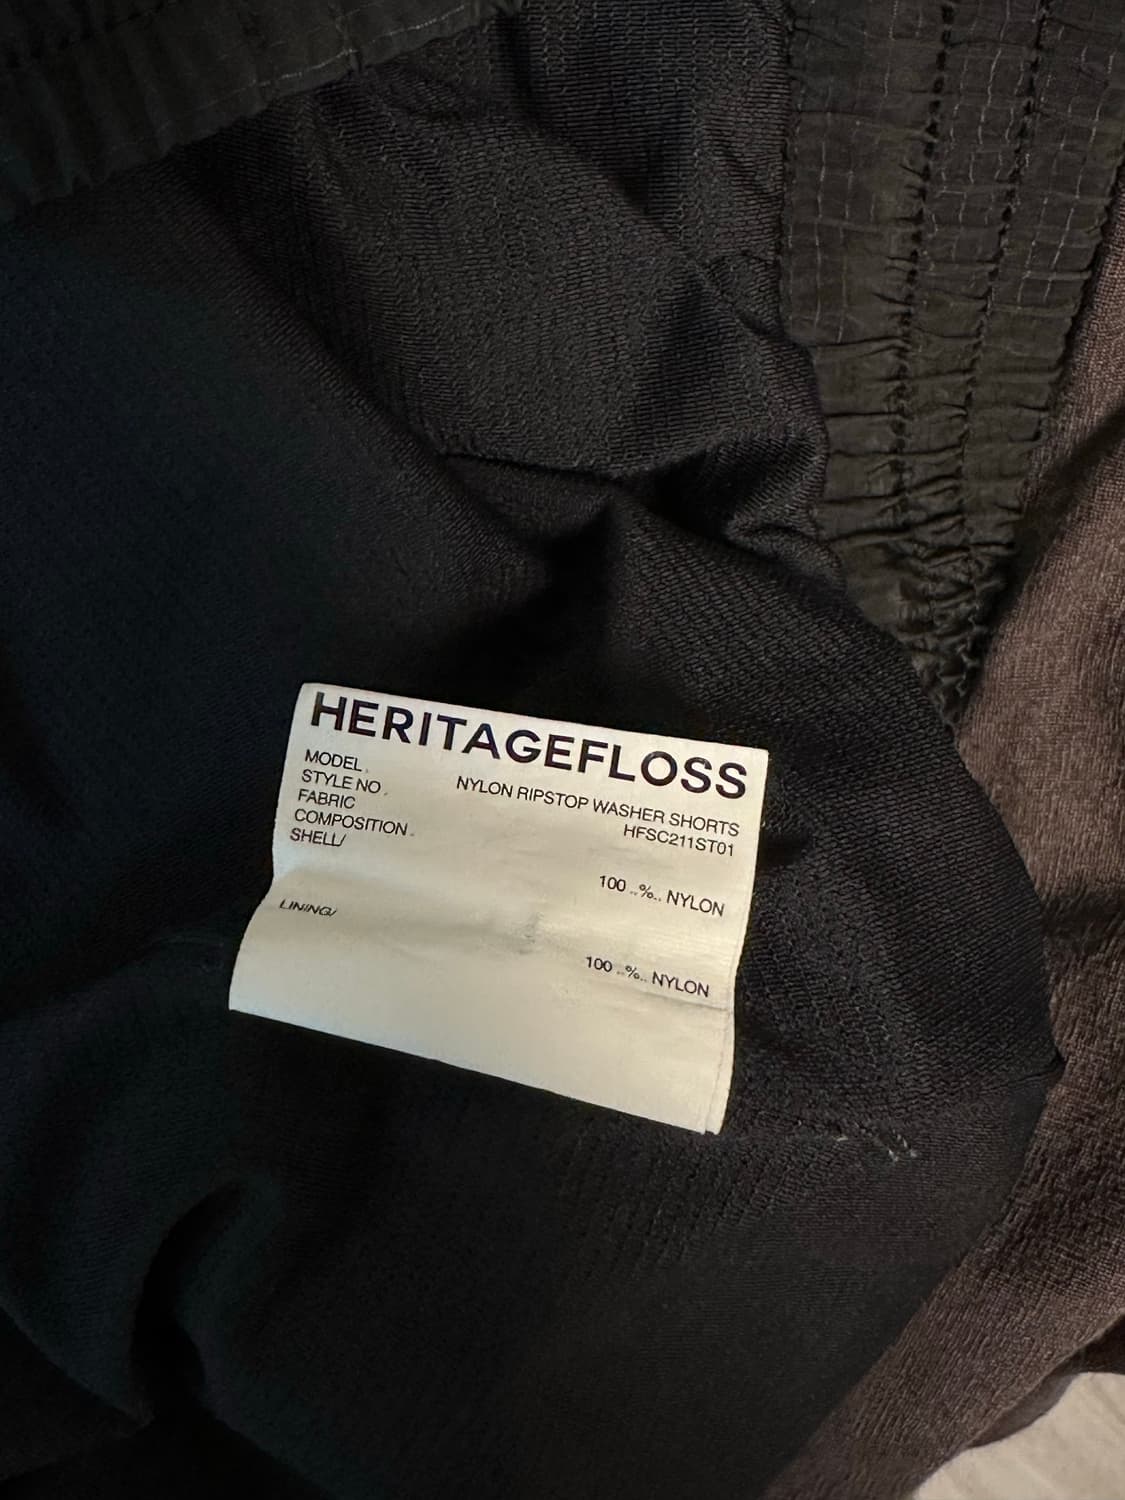 HERITAGEFLOSS
MODEL. NYLON RIPSTOP WASHER SHORTS
STYLE NO. HFSC211ST01
FABRIC
COMPOSITION.
SHELL/
100 ..%.. NYLON
LINING/
100 ..%.. NYLON